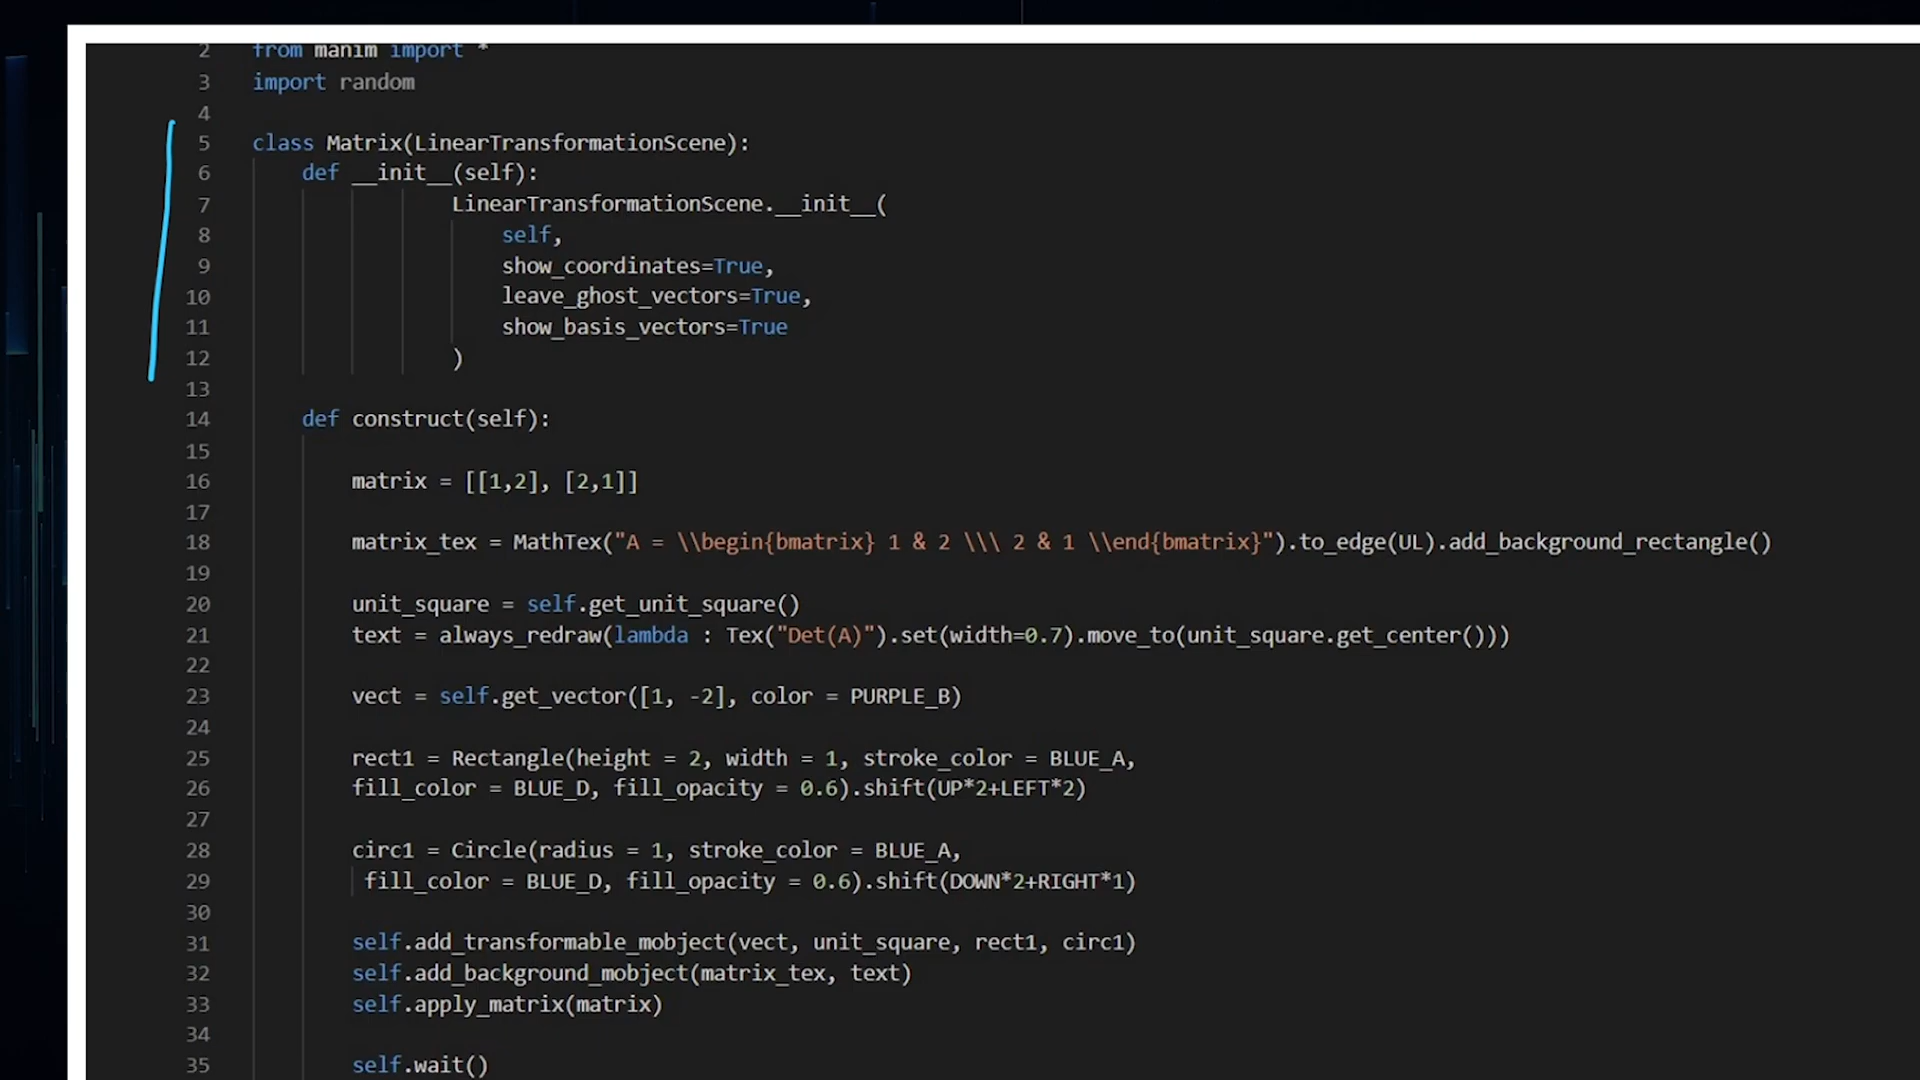 2 from manim import *
3 import random
4
5 class Matrix(LinearTransformationScene):
6 def __init__(self):
7 LinearTransformationScene.__init__(
8 self,
9 show_coordinates=True,
10 leave_ghost_vectors=True,
11 show_basis_vectors=True
12 )
13
14 def construct(self):
15
16 matrix = [[1,2], [2,1]]
17
18 matrix_tex = MathTex("A = \\begin{bmatrix} 1 & 2 \\\ 2 & 1 \\end{bmatrix}").to_edge(UL).add_background_rectangle()
19
20 unit_square = self.get_unit_square()
21 text = always_redraw(lambda : Tex("Det(A)").set(width=0.7).move_to(unit_square.get_center()))
22
23 vect = self.get_vector([1, -2], color = PURPLE_B)
24
25 rect1 = Rectangle(height = 2, width = 1, stroke_color = BLUE_A,
26 fill_color = BLUE_D, fill_opacity = 0.6).shift(UP*2+LEFT*2)
27
28 circ1 = Circle(radius = 1, stroke_color = BLUE_A,
29 fill_color = BLUE_D, fill_opacity = 0.6).shift(DOWN*2+RIGHT*1)
30
31 self.add_transformable_mobject(vect, unit_square, rect1, circ1)
32 self.add_background_mobject(matrix_tex, text)
33 self.apply_matrix(matrix)
34
35 self.wait()